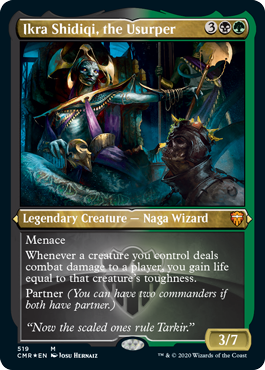 Ikra Shidiqi, the Usurper 3
Legendary Creature — Naga Wizard
Menace
Whenever a creature you control deals
combat damage to a player, you gain life
equal to that creature's toughness.
Partner (You can have two commanders if
both have partner.)
"Now the scaled ones rule Tarkir."
3/7
519 M
CMR ★ EN Josu Hernaiz
™ & © 2020 Wizards of the Coast